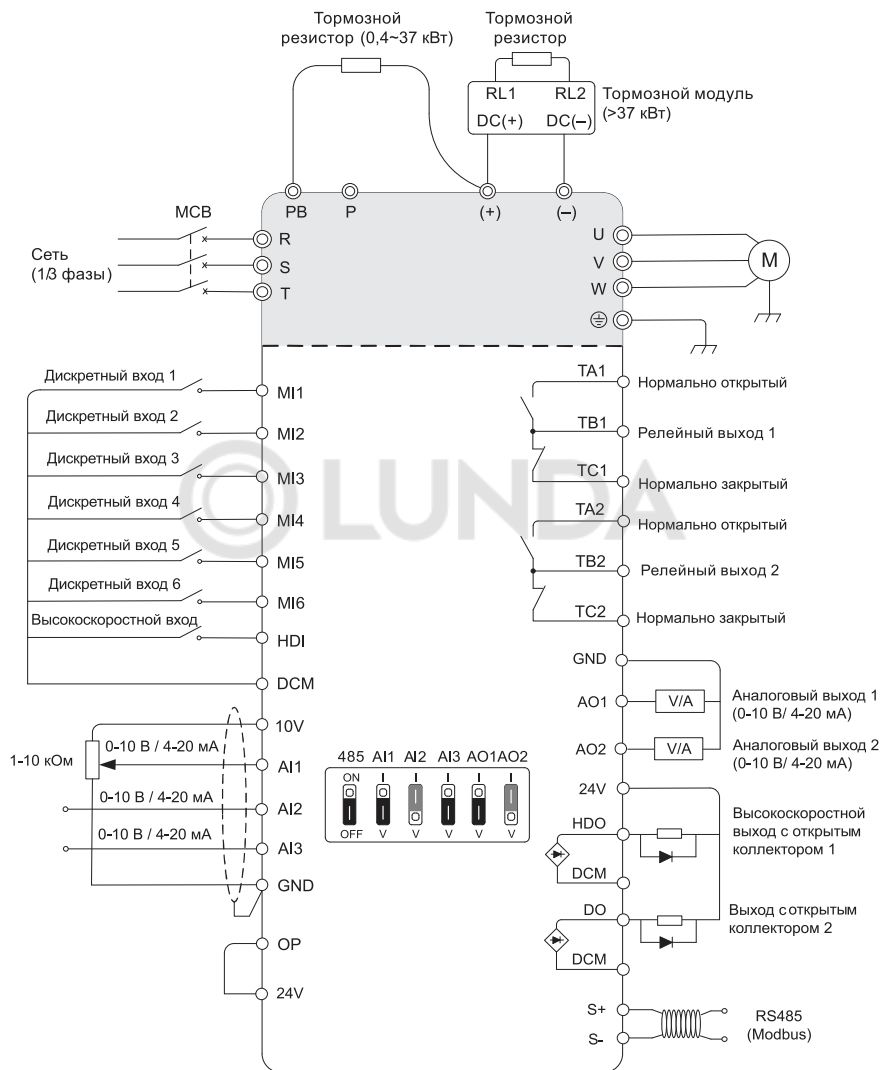 Тормозной
резистор (0,4~37 кВт)
Тормозной
резистор
RL1 RL2
DC(+) DC(–)
Тормозной модуль
(>37 кВт)
PB P (+) (–)
MCB
Сеть
(1/3 фазы)
R
S
T
U
V
W
M
Дискретный вход 1
MI1
Дискретный вход 2
MI2
Дискретный вход 3
MI3
Дискретный вход 4
MI4
Дискретный вход 5
MI5
Дискретный вход 6
MI6
Высокоскоростной вход
HDI
DCM
TA1 Нормально открытый
TB1 Релейный выход 1
TC1 Нормально закрытый
TA2 Нормально открытый
TB2 Релейный выход 2
TC2 Нормально закрытый
LUNDA
10V
1-10 кОм
0-10 В / 4-20 мА
AI1
0-10 В / 4-20 мА
AI2
0-10 В / 4-20 мА
AI3
GND
OP
24V
485 AI1 AI2 AI3 AO1 AO2
ON I I I I I
OFF V V V V V
GND
AO1 V/A Аналоговый выход 1
(0-10 В/ 4-20 мА)
AO2 V/A Аналоговый выход 2
(0-10 В/ 4-20 мА)
24V
HDO
DCM
Высокоскоростной
выход с открытым
коллектором 1
DO
DCM
Выход с открытым
коллектором 2
S+
S-
RS485
(Modbus)